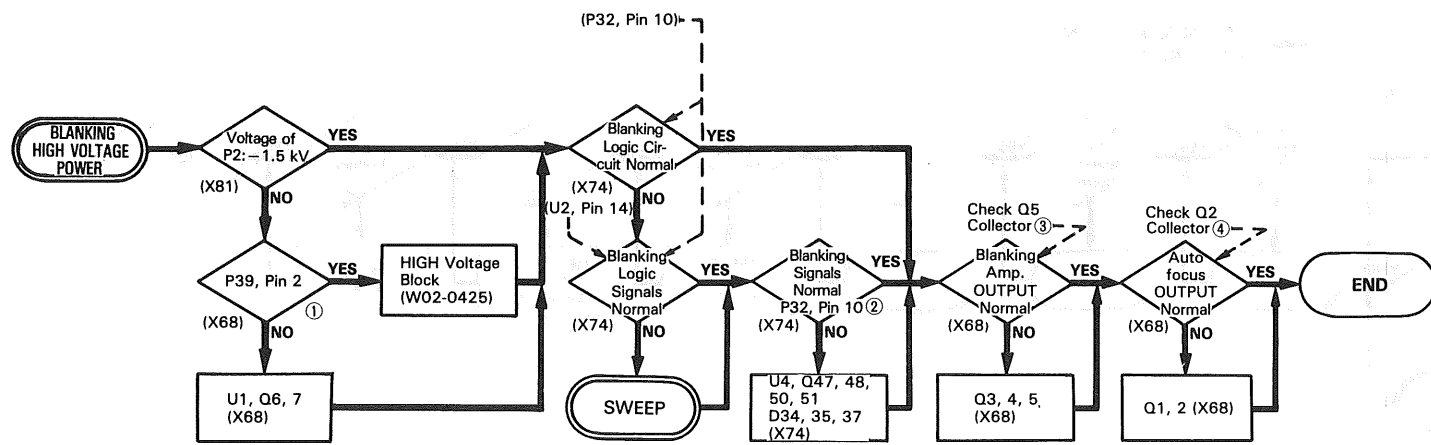 (P32, Pin 10)
BLANKING
HIGH VOLTAGE
POWER
Voltage of
P2:−1.5 kV
YES
(X81)
NO
P39, Pin 2
YES
①
(X68)
NO
U1, Q6, 7
(X68)
HIGH Voltage
Block
(W02-0425)
Blanking
Logic Cir-
cuit Normal
YES
(X74)
NO
(U2, Pin 14)
Blanking
Logic
Signals
Normal
YES
(X74)
NO
SWEEP
Blanking
Signals
Normal
P32, Pin 10 ②
YES
(X74)
NO
U4, Q47, 48,
50, 51
D34, 35, 37
(X74)
Check Q5
Collector ③
Blanking
Amp.
OUTPUT
Normal
YES
(X68)
NO
Q3, 4, 5,
(X68)
Check Q2
Collector ④
Auto
focus
OUTPUT
Normal
YES
(X68)
NO
Q1, 2 (X68)
END